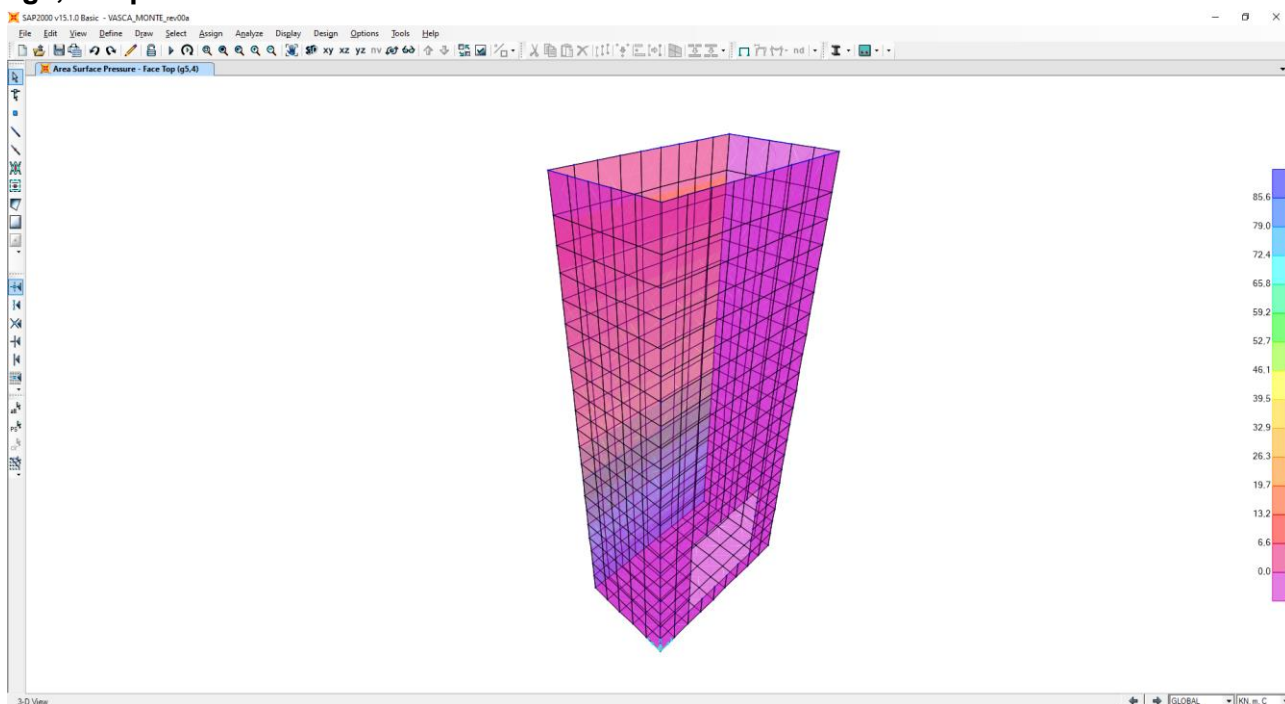 SAP2000 v15.1.0 Basic - VASCA_MONTE_rev00a
File Edit View Define Draw Select Assign Analyze Display Design Options Tools Help
xy xz yz nv nd
Area Surface Pressure - Face Top (g5,4)
85.6
79.0
72.4
65.8
59.2
52.7
46.1
39.5
32.9
26.3
19.7
13.2
6.6
0.0
3-D View GLOBAL KN, m, C